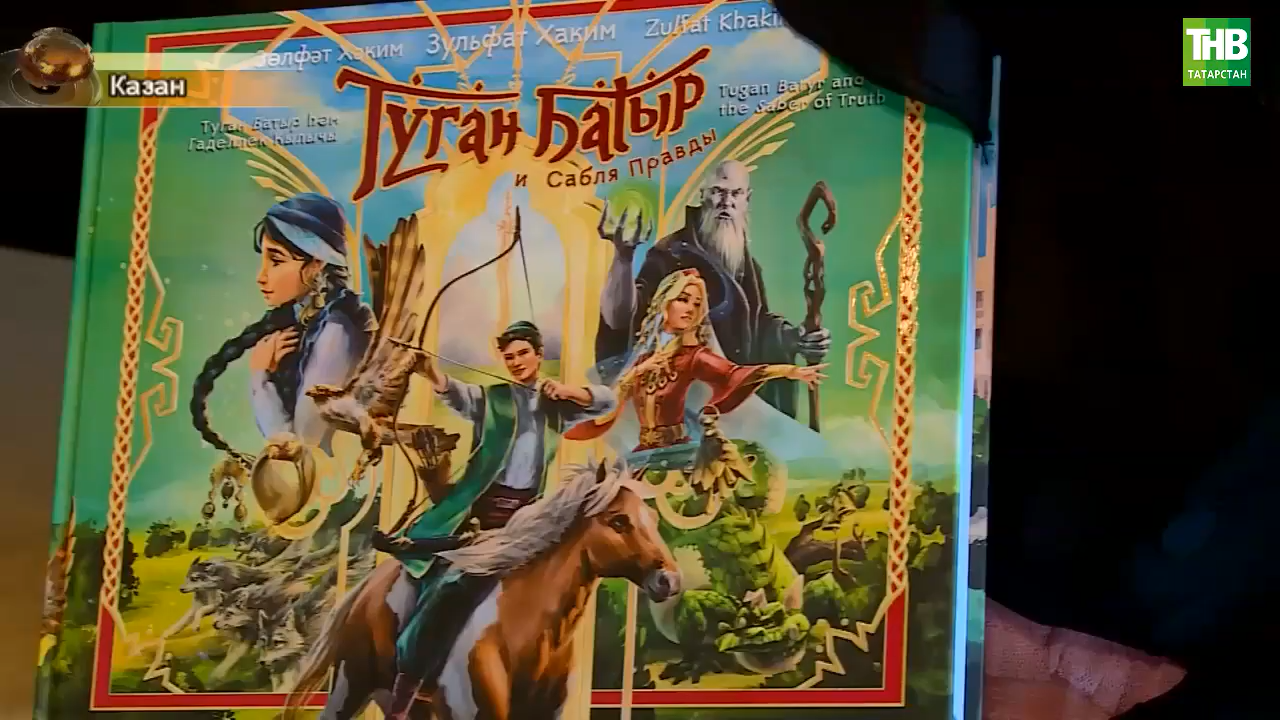 Казан
ТНВ
ТАТАРСТАН
Зөлфәт Хәким
Зульфат Хаким
Zulfat Khakim
Туган Батыр
и Сабля Правды
Туган Батыр һәм
Гаделлек Кылычы
Tugan Batyr and
the Saber of Truth